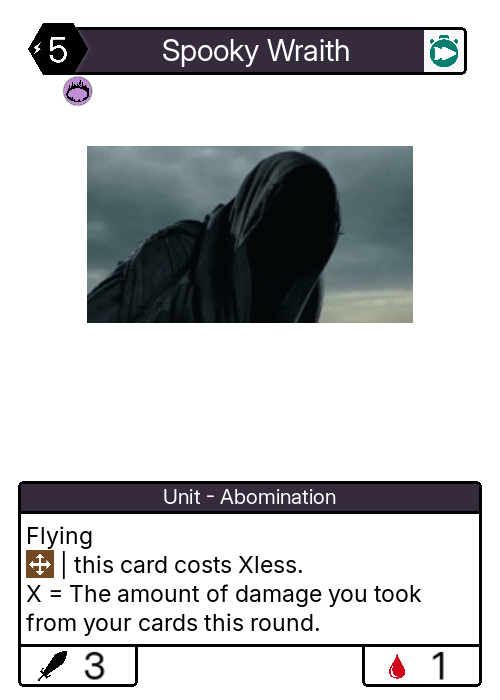 5
Spooky Wraith
Unit - Abomination
Flying
| this card costs Xless.
X = The amount of damage you took
from your cards this round.
3
1